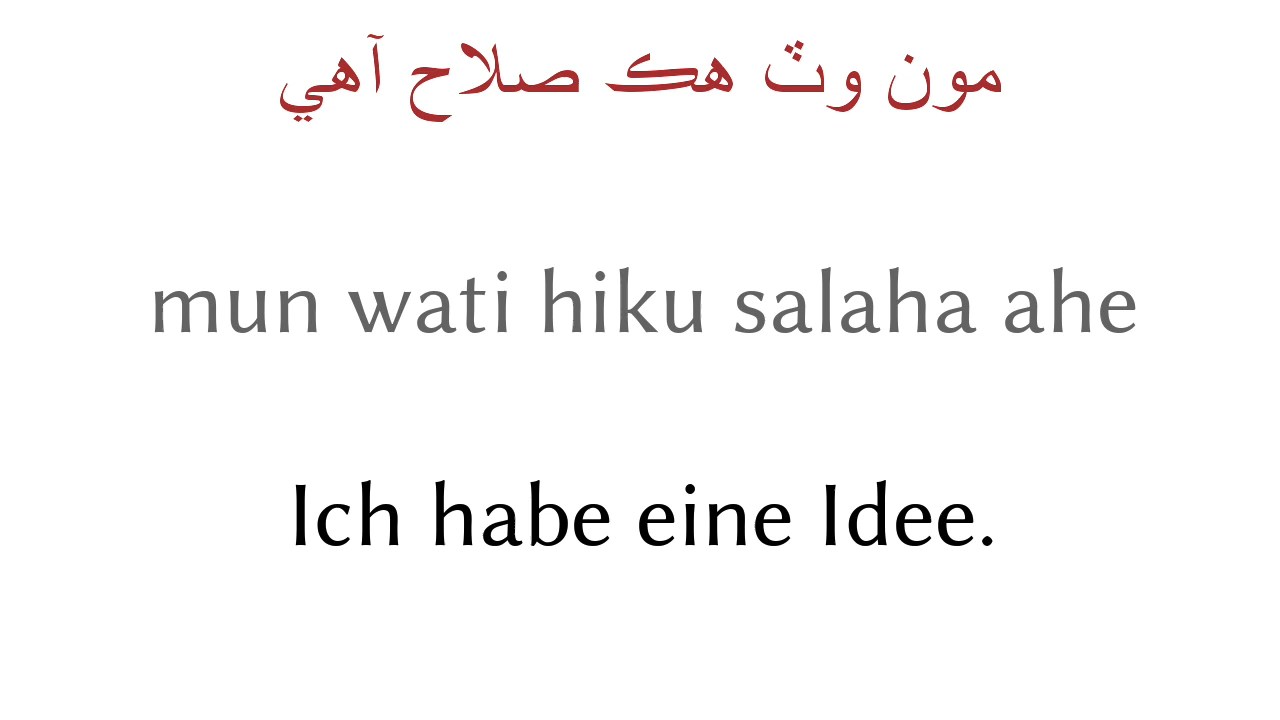 مون وٽ هڪ صلاح آهي
mun wati hiku salaha ahe
Ich habe eine Idee.